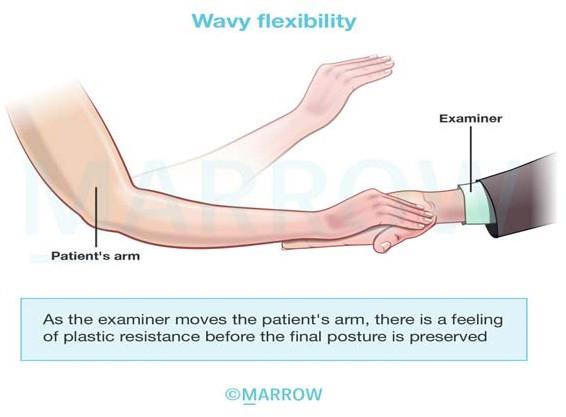 Wavy flexibility
Examiner
MARROW
Patient's arm
As the examiner moves the patient's arm, there is a feeling
of plastic resistance before the final posture is preserved
©MARROW